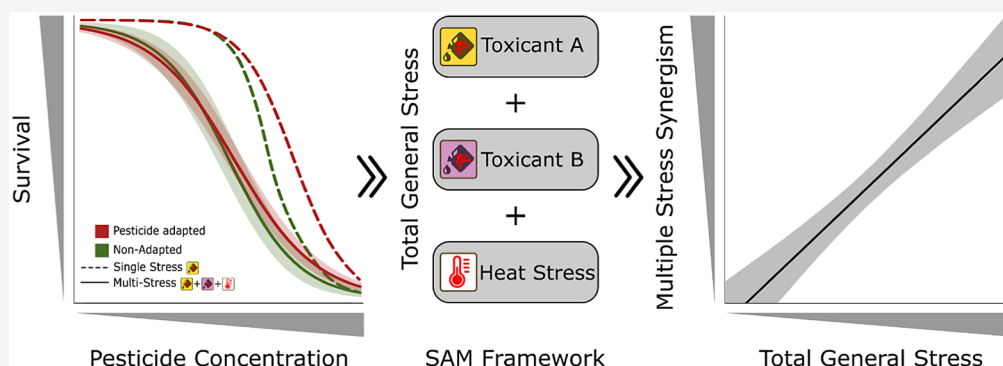 Survival
Pesticide adapted
Non-Adapted
Single Stress
Multi-Stress + +
Pesticide Concentration
Total General Stress
Toxicant A
+
Toxicant B
+
Heat Stress
SAM Framework
Multiple Stress Synergism
Total General Stress